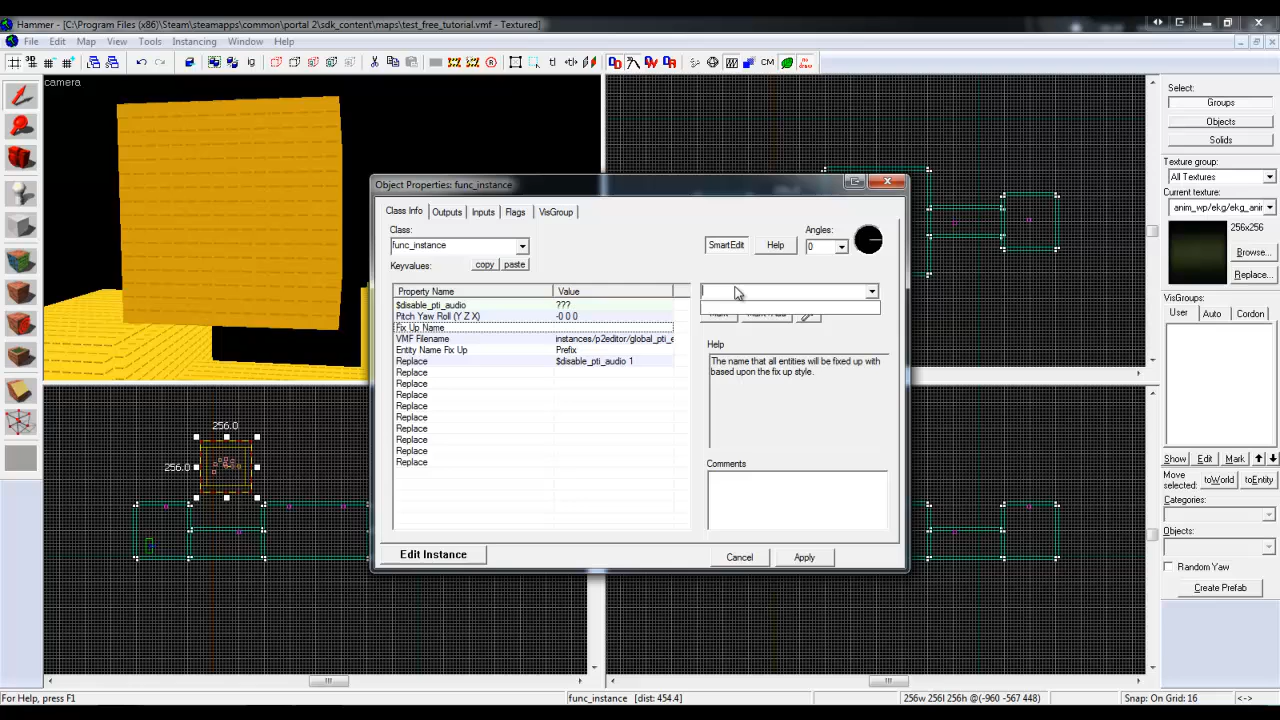 Hammer - [C:\Program Files (x86)\Steam\steamapps\common\portal 2\sdk_content\maps\test_free_tutorial.vmf - Textured]
File Edit Map View Tools Instancing Window Help
camera
Object Properties: func_instance
Class Info Outputs Inputs Flags VisGroup
Class:
func_instance
SmartEdit Help
Angles:
0
Keyvalues: copy paste
Property Name Value
$disable_pti_audio ???
Pitch Yaw Roll (Y Z X) -0 0 0
Fix Up Name
VMF Filename instances/p2editor/global_pti_e
Entity Name Fix Up Prefix
Replace $disable_pti_audio 1
Replace
Replace
Replace
Replace
Replace
Replace
Replace
Replace
Replace
Help
The name that all entities will be fixed up with
based upon the fix up style.
Comments
Edit Instance
Cancel Apply
256.0
256.0
Select:
Groups
Objects
Solids
Texture group:
All Textures
Current texture:
anim_wp/ekg/ekg_anir
256x256
Browse...
Replace...
VisGroups:
User Auto Cordon
Show Edit Mark
Move
selected:
toWorld toEntity
Categories:
Objects:
Random Yaw
Create Prefab
For Help, press F1
func_instance [dist: 454.4]
256w 256l 256h @(-960 -567 448)
Snap: On Grid: 16
<->